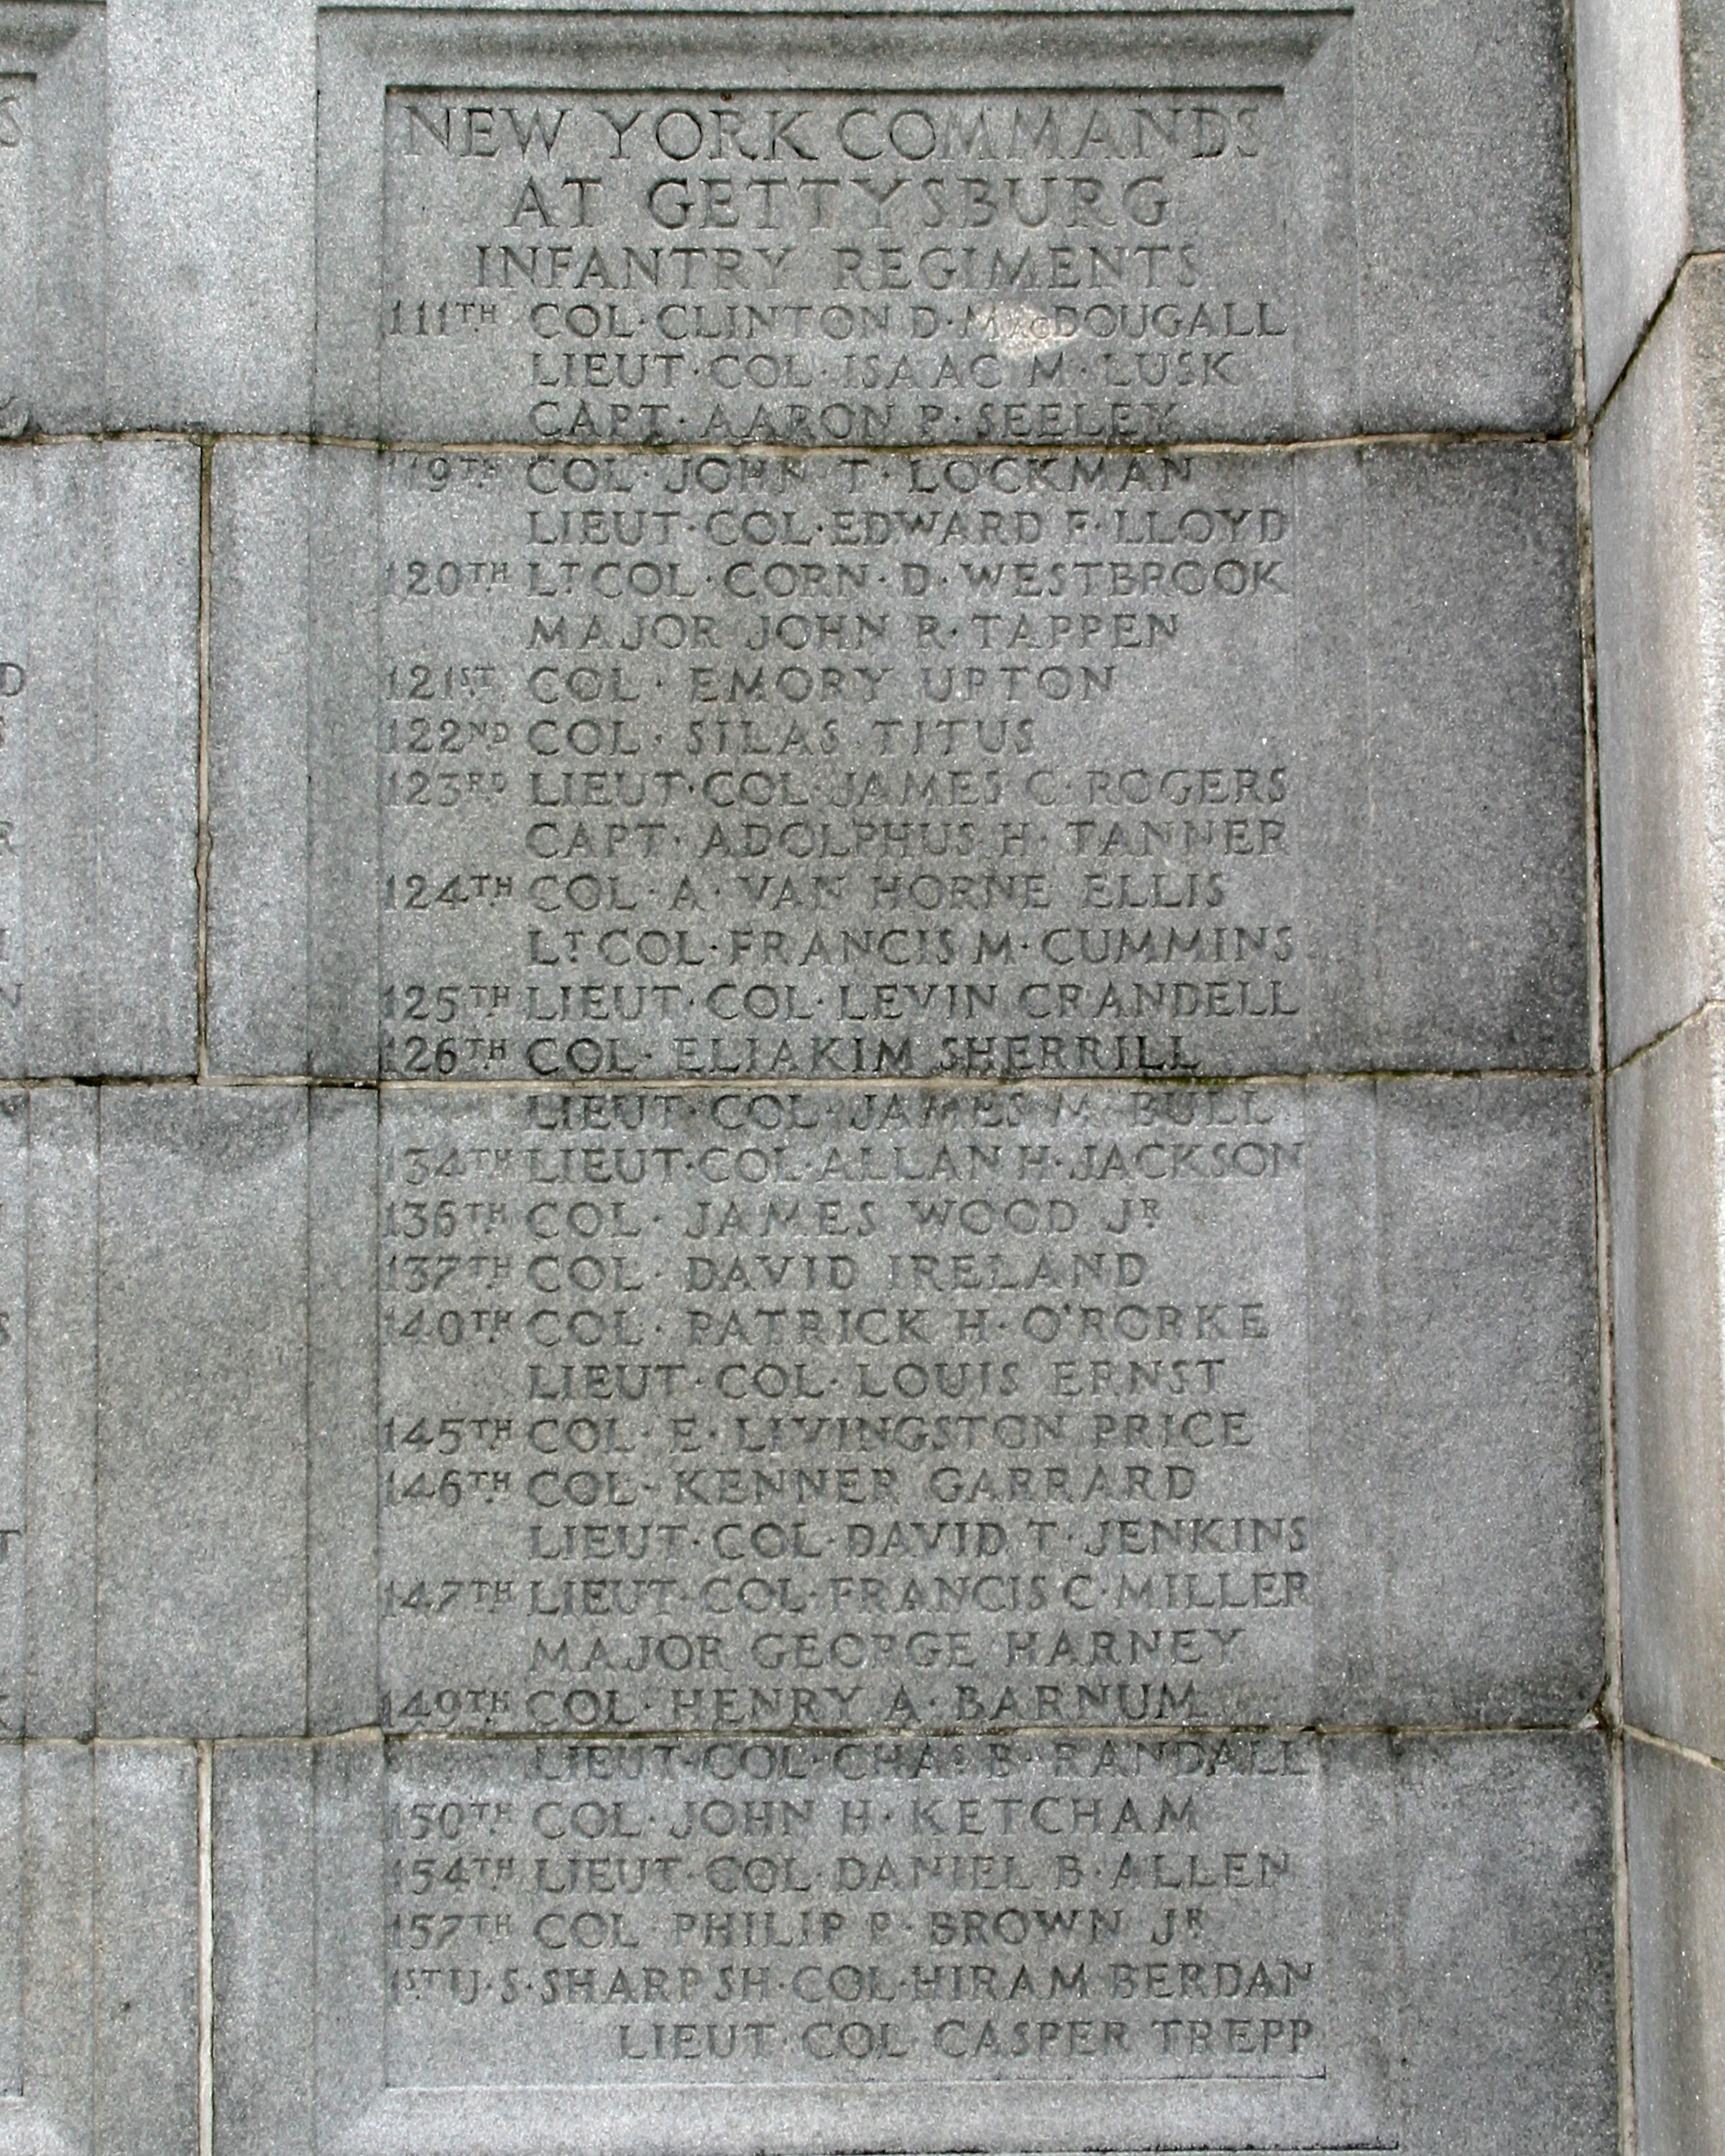 NEW YORK COMMANDS
AT GETTYSBURG
INFANTRY REGIMENTS
111TH COL· CLINTON D· MACDOUGALL
LIEUT· COL· ISAAC M· LUSK
CAPT· AARON P· SEELEY
119TH COL· JOHN T· LOCKMAN
LIEUT· COL· EDWARD F· LLOYD
120TH LT COL· CORN· D· WESTBROOK
MAJOR JOHN R· TAPPEN
121ST COL· EMORY UPTON
122ND COL· SILAS TITUS
123RD LIEUT· COL· JAMES C· ROGERS
CAPT· ADOLPHUS H· TANNER
124TH COL· A· VAN HORNE ELLIS
LT COL· FRANCIS M· CUMMINS
125TH LIEUT· COL· LEVIN CRANDELL
126TH COL· ELIAKIM SHERRILL
LIEUT· COL· JAMES M· BULL
134TH LIEUT· COL· ALLAN H· JACKSON
136TH COL· JAMES WOOD JR
137TH COL· DAVID IRELAND
140TH COL· PATRICK H· O'RORKE
LIEUT· COL· LOUIS ERNST
145TH COL· E· LIVINGSTON PRICE
146TH COL· KENNER GARRARD
LIEUT· COL· DAVID T· JENKINS
147TH LIEUT· COL· FRANCIS C· MILLER
MAJOR GEORGE HARNEY
149TH COL· HENRY A· BARNUM
LIEUT· COL· CHAS B· RANDALL
150TH COL· JOHN H· KETCHAM
154TH LIEUT· COL· DANIEL B· ALLEN
157TH COL· PHILIP P· BROWN JR
1ST U· S· SHARP SH· COL· HIRAM BERDAN
LIEUT· COL· CASPER TREPP